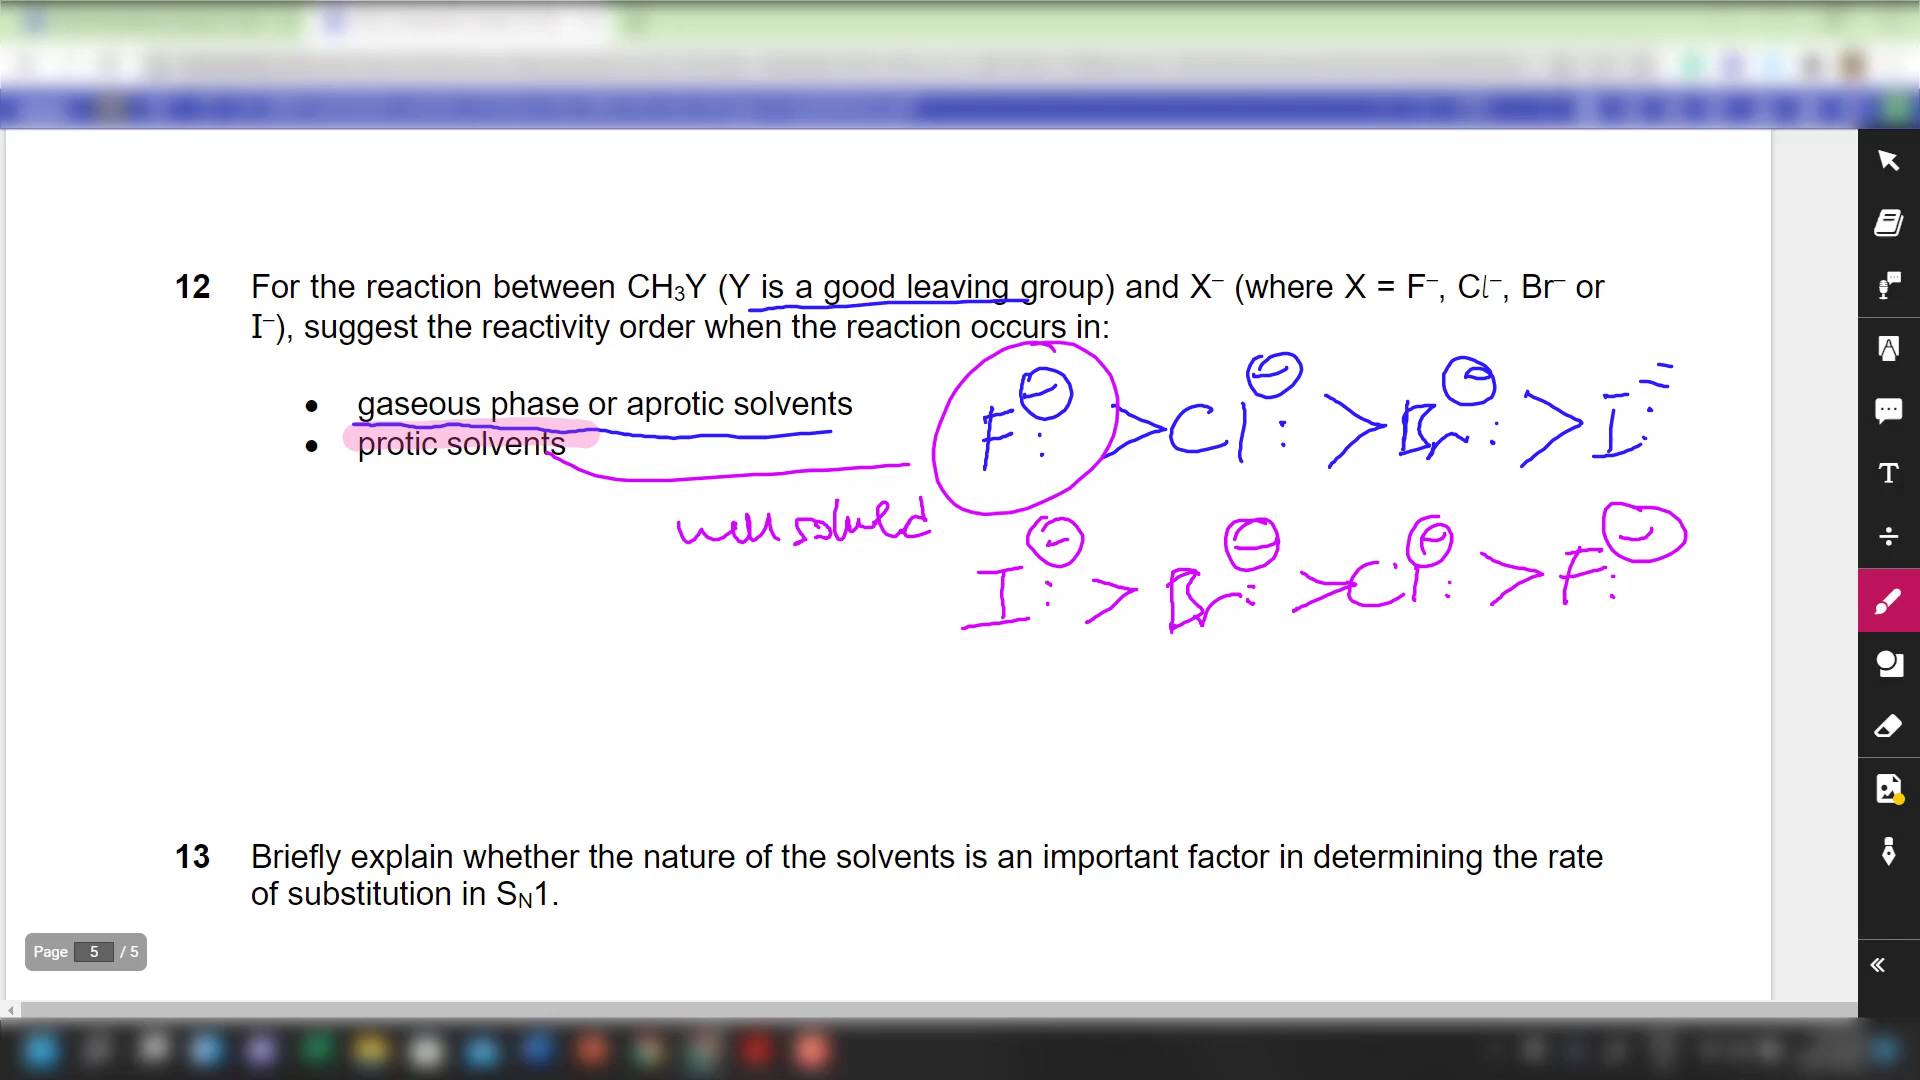 12 For the reaction between CH₃Y (Y is a good leaving group) and X⁻ (where X = F⁻, Cl⁻, Br⁻ or
I⁻), suggest the reactivity order when the reaction occurs in:
• gaseous phase or aprotic solvents
• protic solvents
F:⊖ > Cl:⊖ > Br:⊖ > I:
well solved
I:⊖ > Br:⊖ > Cl:⊖ > F:⊖
13 Briefly explain whether the nature of the solvents is an important factor in determining the rate
of substitution in Sɴ1.
Page 5 / 5